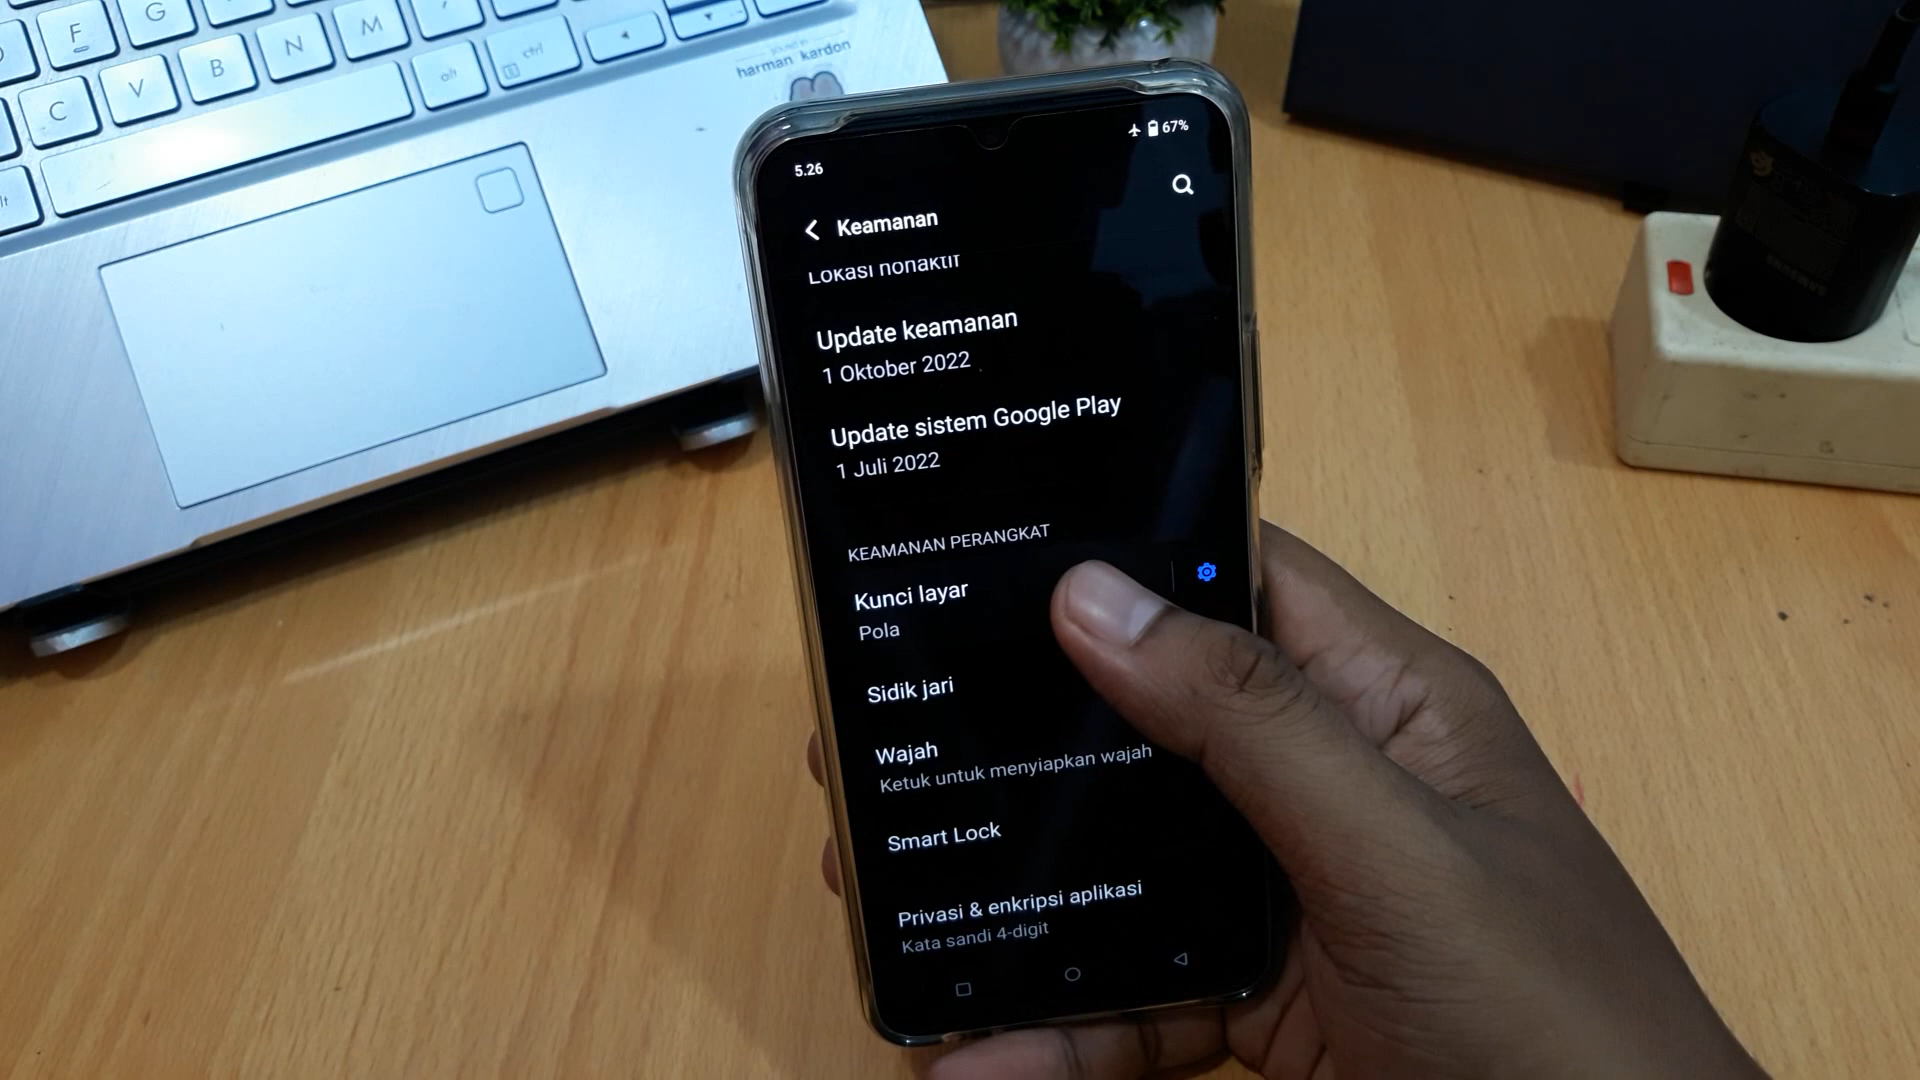 F G
C V B N M
alt ctrl
harman kardon
67%
5.26
Keamanan
Lokasi nonaktif
Update keamanan
1 Oktober 2022
Update sistem Google Play
1 Juli 2022
KEAMANAN PERANGKAT
Kunci layar
Pola
Sidik jari
Wajah
Ketuk untuk menyiapkan wajah
Smart Lock
Privasi & enkripsi aplikasi
Kata sandi 4-digit